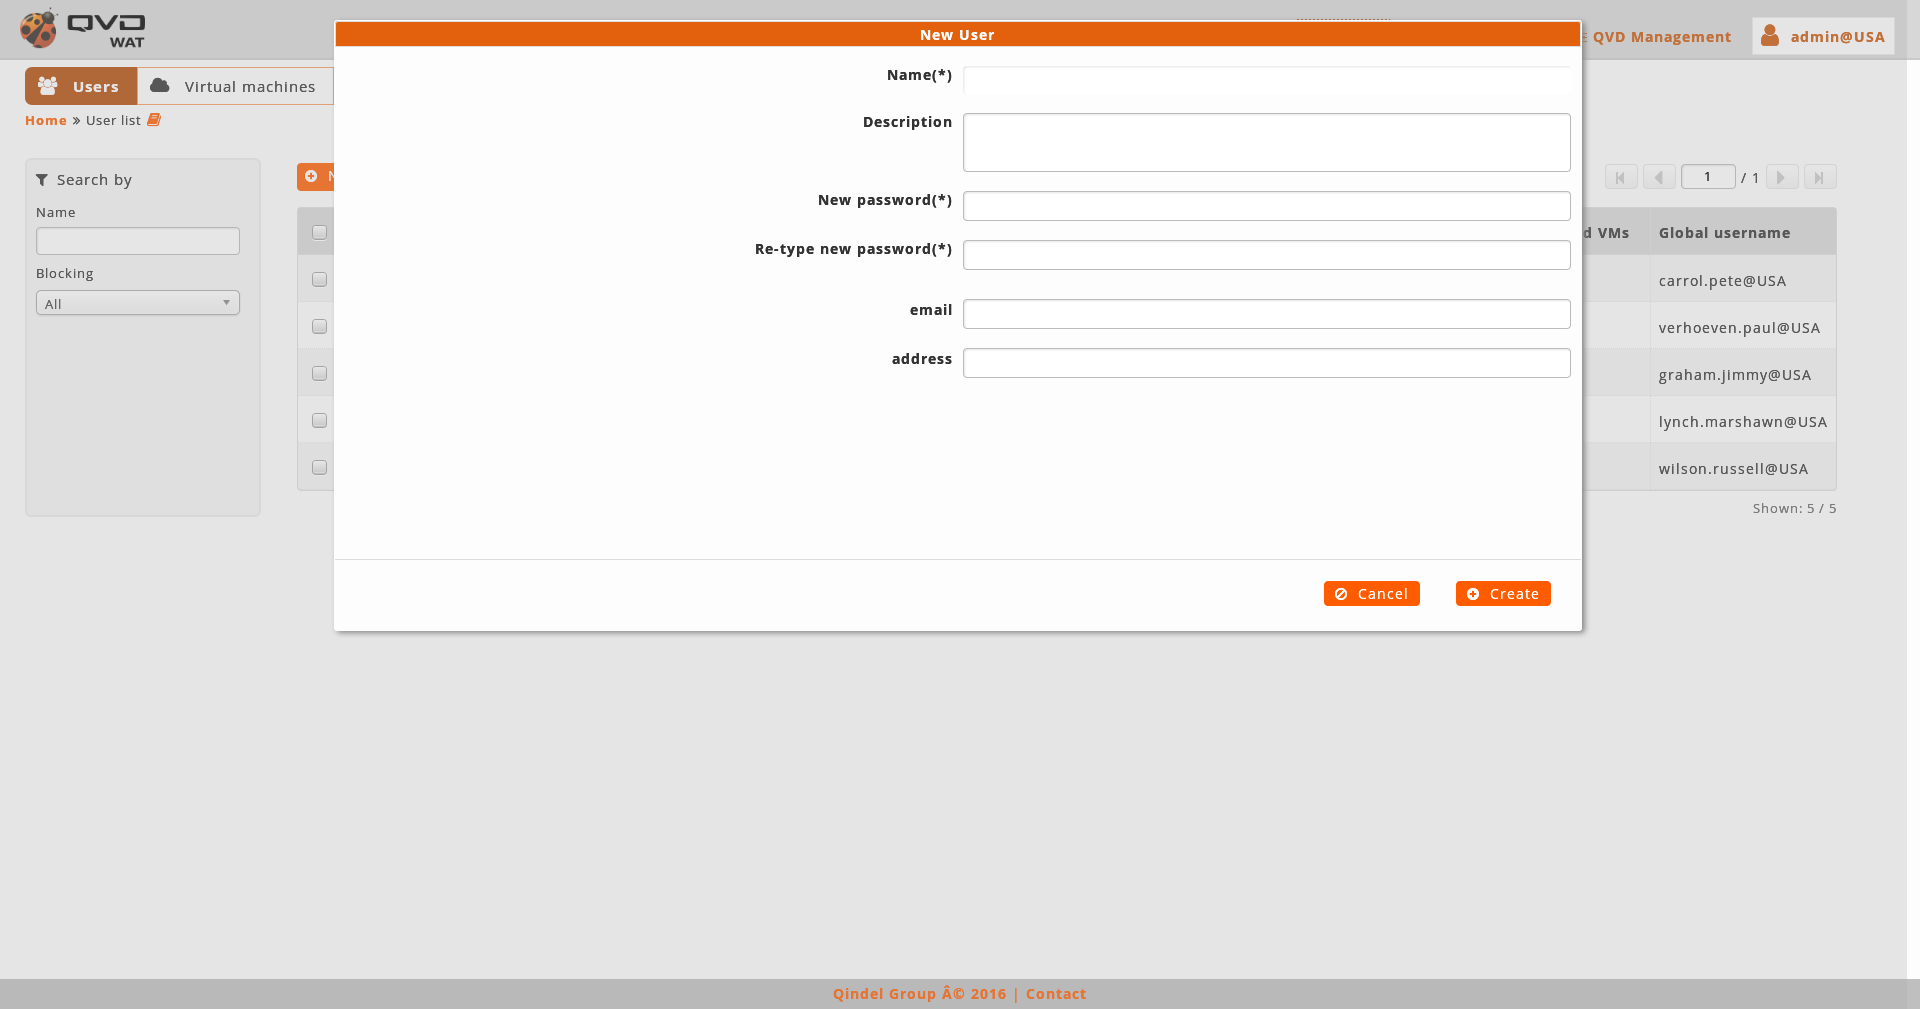 QVD
WAT
New User
QVD Management
admin@USA
Users
Virtual machines
Home » User list
Search by
Name
Blocking
All
Name(*)
Description
New password(*)
Re-type new password(*)
email
address
Cancel
Create
1 / 1
d VMs
Global username
carrol.pete@USA
verhoeven.paul@USA
graham.jimmy@USA
lynch.marshawn@USA
wilson.russell@USA
Shown: 5 / 5
Qindel Group Â© 2016 | Contact